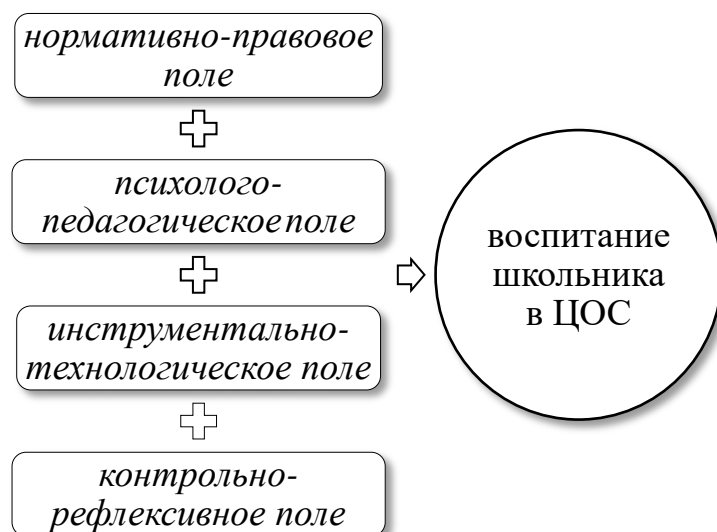 нормативно-правовое
поле
психолого-
педагогическое поле
инструментально-
технологическое поле
контрольно-
рефлексивное поле
воспитание
школьника
в ЦОС